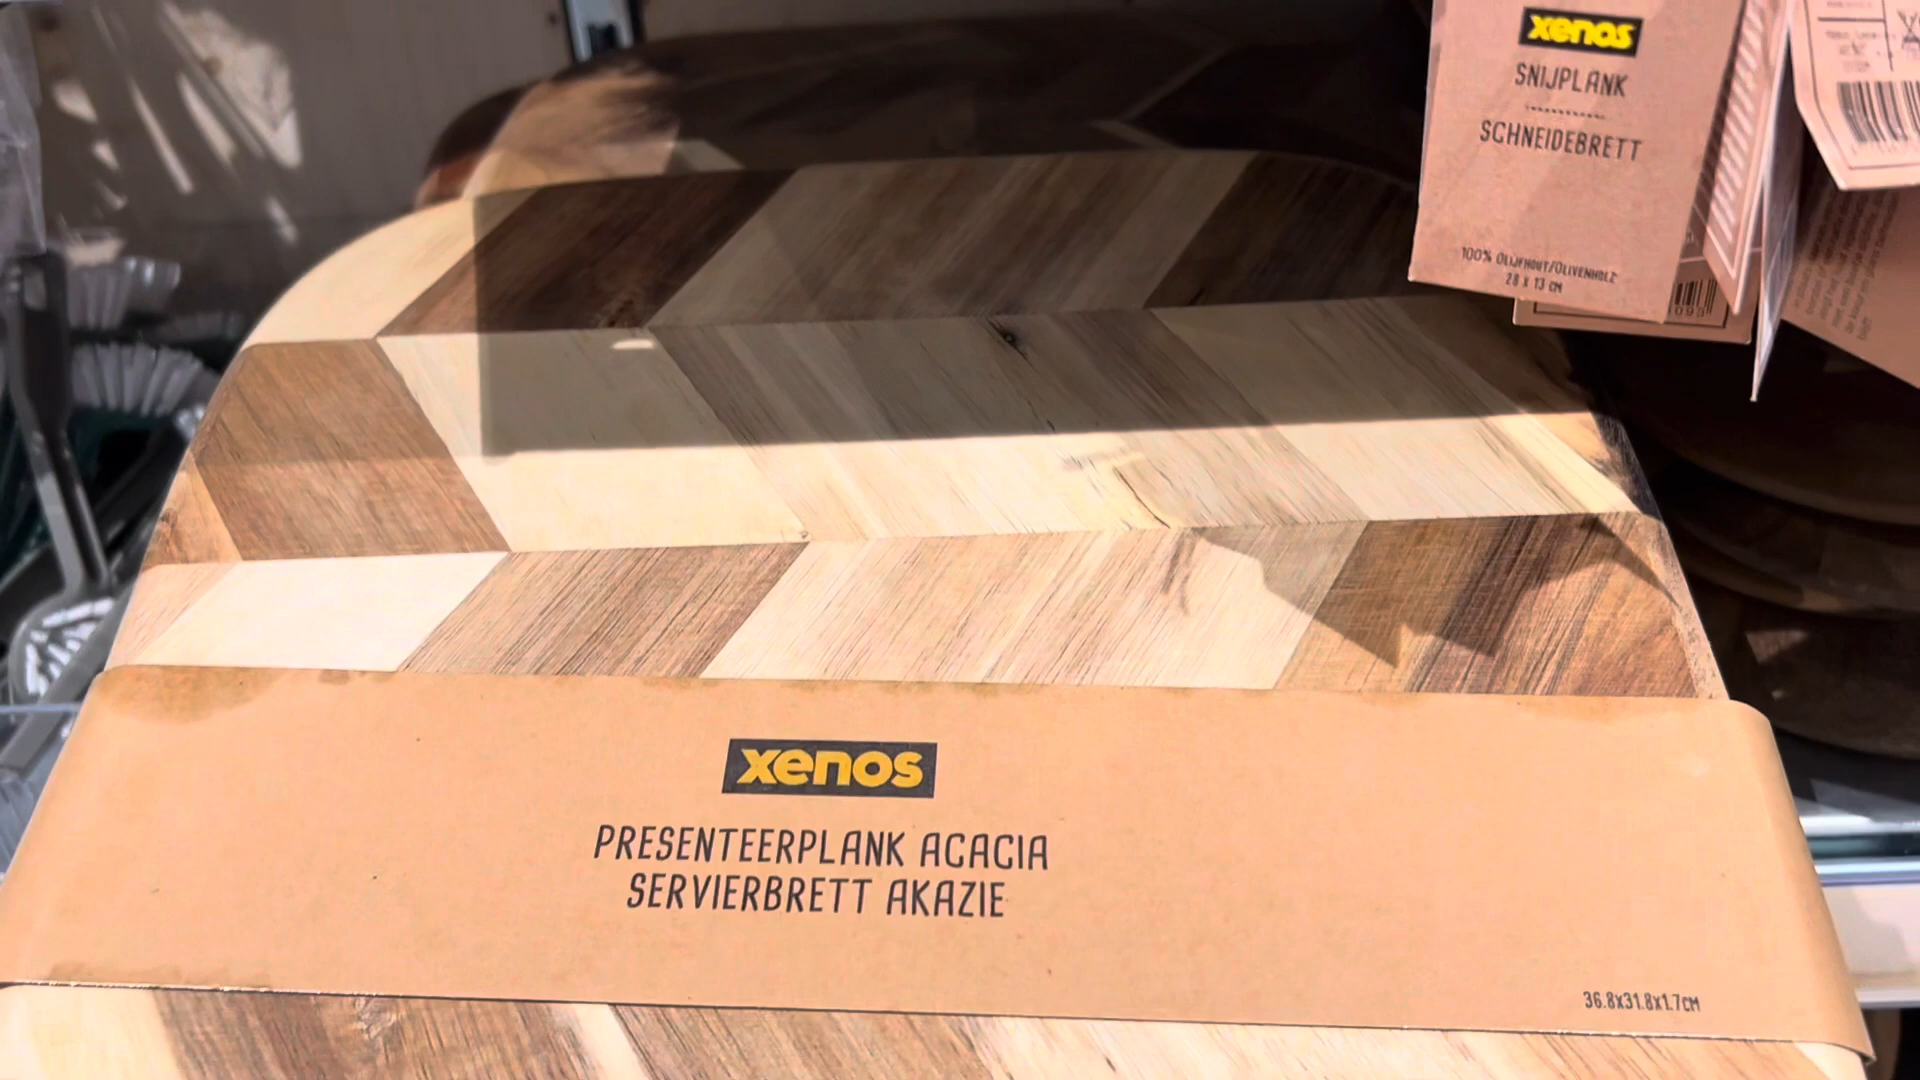 xenos
SNIJPLANK
SCHNEIDEBRETT
100% OLIJFHOUT/OLIVENHOLZ
28 X 13 CM
xenos
PRESENTEERPLANK ACACIA
SERVIERBRETT AKAZIE
36.8x31.8x1.7CM